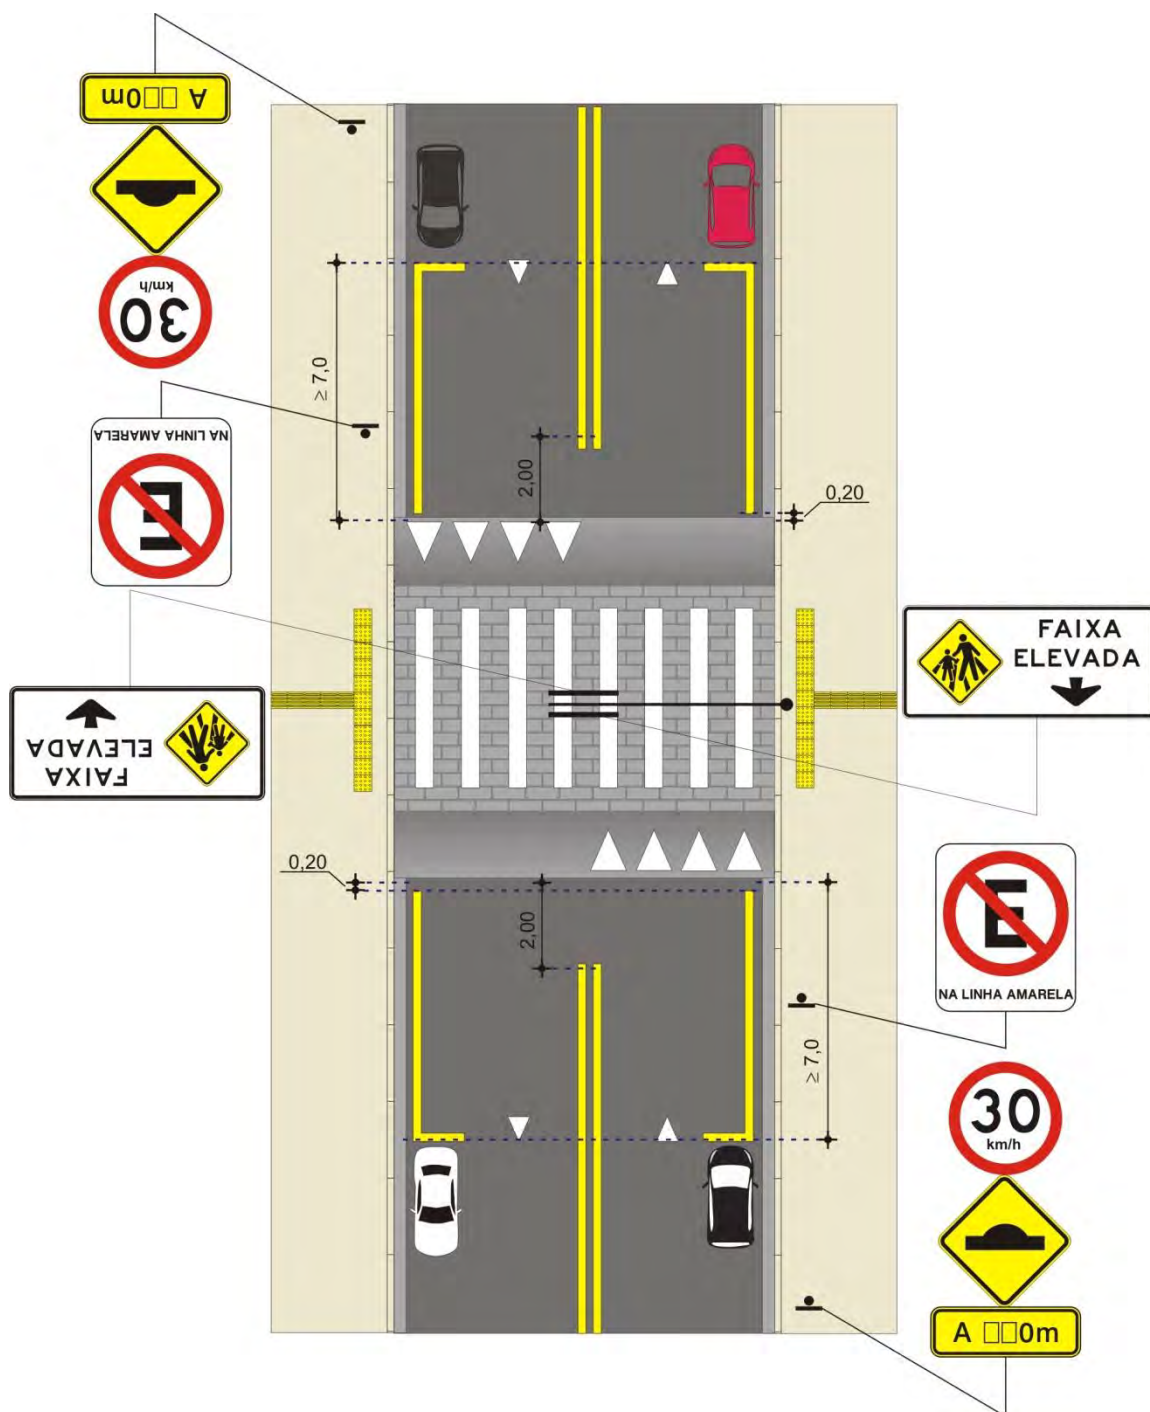 A □□0m
30
km/h
≥ 7,0
E
NA LINHA AMARELA
2,00
0,20
FAIXA
ELEVADA
FAIXA
ELEVADA
0,20
2,00
E
NA LINHA AMARELA
≥ 7,0
30
km/h
A □□0m